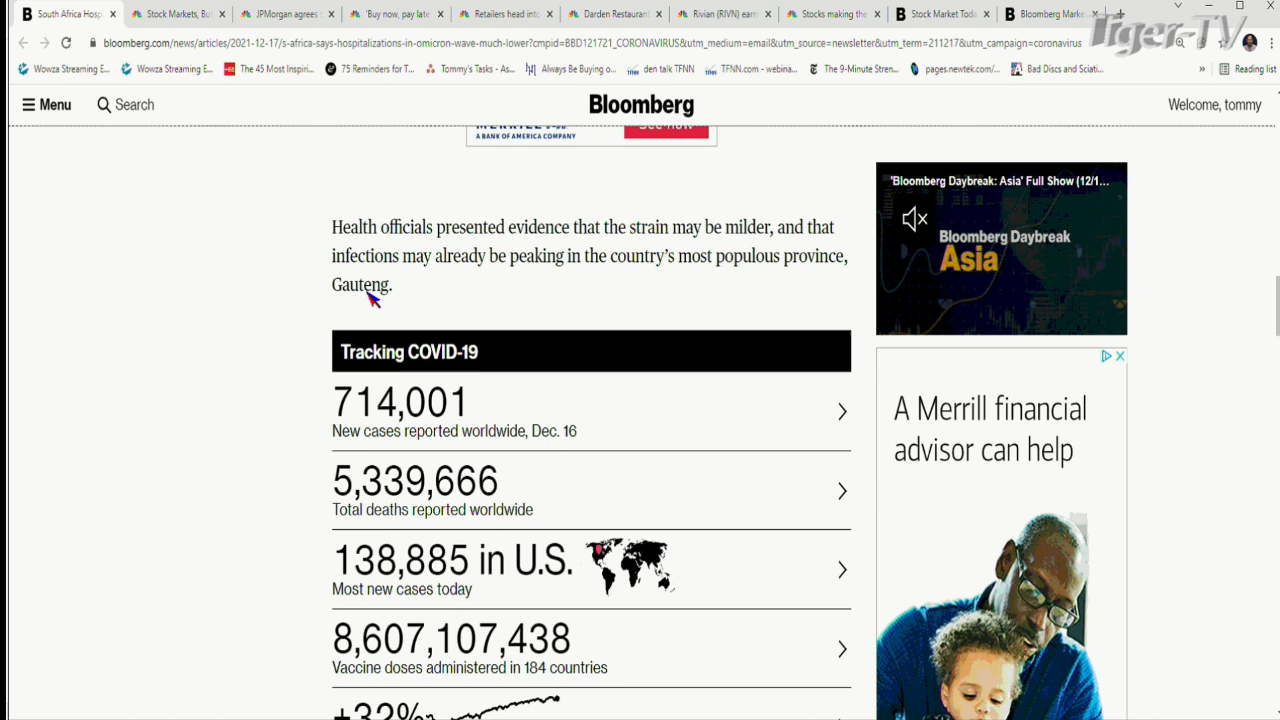 South Africa Hosp
Stock Markets, Bus
JPMorgan agrees t
'Buy now, pay late
Retailers head into
Darden Restaurant
Rivian (RIVN) earn
Stocks making the
Stock Market Toda
Bloomberg Marke
Tiger-TV
bloomberg.com/news/articles/2021-12-17/s-africa-says-hospitalizations-in-omicron-wave-much-lower?cmpid=BBD121721_CORONAVIRUS&utm_medium=email&utm_source=newsletter&utm_term=211217&utm_campaign=coronavirus
Wowza Streaming E...
Wowza Streaming E...
The 45 Most Inspiri...
75 Reminders for T...
Tommy's Tasks - As...
Always Be Buying o...
den talk TFNN
TFNN.com - webina...
The 9-Minute Stren...
pages.newtek.com/...
Bad Discs and Sciati...
»
Reading list
Menu
Search
Bloomberg
Welcome, tommy
A BANK OF AMERICA COMPANY
See now
'Bloomberg Daybreak: Asia' Full Show (12/1...
Bloomberg Daybreak
Asia
Health officials presented evidence that the strain may be milder, and that
infections may already be peaking in the country's most populous province,
Gauteng.
Tracking COVID-19
714,001
New cases reported worldwide, Dec. 16
5,339,666
Total deaths reported worldwide
138,885 in U.S.
Most new cases today
8,607,107,438
Vaccine doses administered in 184 countries
+32%
A Merrill financial
advisor can help